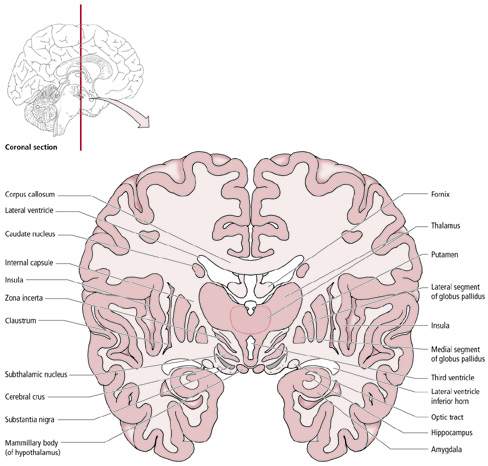 Coronal section
Corpus callosum
Lateral ventricle
Caudate nucleus
Internal capsule
Insula
Zona incerta
Claustrum
Subthalamic nucleus
Cerebral crus
Substantia nigra
Mammillary body
(of hypothalamus)
Fornix
Thalamus
Putamen
Lateral segment
of globus pallidus
Insula
Medial segment
of globus pallidus
Third ventricle
Lateral ventricle
inferior horn
Optic tract
Hippocampus
Amygdala